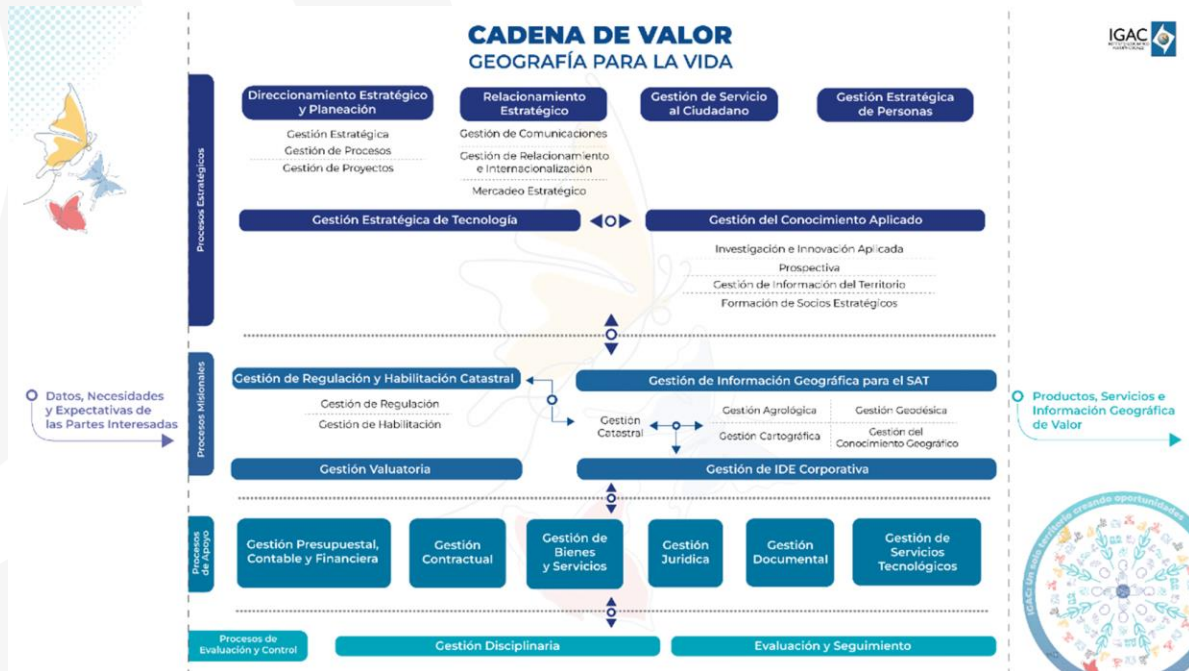 CADENA DE VALOR
GEOGRAFÍA PARA LA VIDA
IGAC
Procesos Estratégicos
Direccionamiento Estratégico
y Planeación
Gestión Estratégica
Gestión de Procesos
Gestión de Proyectos
Relacionamiento
Estratégico
Gestión de Comunicaciones
Gestión de Relacionamiento
e Internacionalización
Mercadeo Estratégico
Gestión de Servicio
al Ciudadano
Gestión Estratégica
de Personas
Gestión Estratégica de Tecnología
Gestión del Conocimiento Aplicado
Investigación e Innovación Aplicada
Prospectiva
Gestión de Información del Territorio
Formación de Socios Estratégicos
Datos, Necesidades
y Expectativas de
las Partes Interesadas
Procesos Misionales
Gestión de Regulación y Habilitación Catastral
Gestión de Regulación
Gestión de Habilitación
Gestión de Información Geográfica para el SAT
Gestión
Catastral
Gestión Agrológica
Gestión Geodésica
Gestión Cartográfica
Gestión del
Conocimiento Geográfico
Gestión Valuatoria
Gestión de IDE Corporativa
Productos, Servicios e
Información Geográfica
de Valor
Procesos
de Apoyo
Gestión Presupuestal,
Contable y Financiera
Gestión
Contractual
Gestión de
Bienes
y Servicios
Gestión
Jurídica
Gestión
Documental
Gestión de
Servicios
Tecnológicos
Procesos de
Evaluación y Control
Gestión Disciplinaria
Evaluación y Seguimiento
IGAC: Un solo territorio creando oportunidades